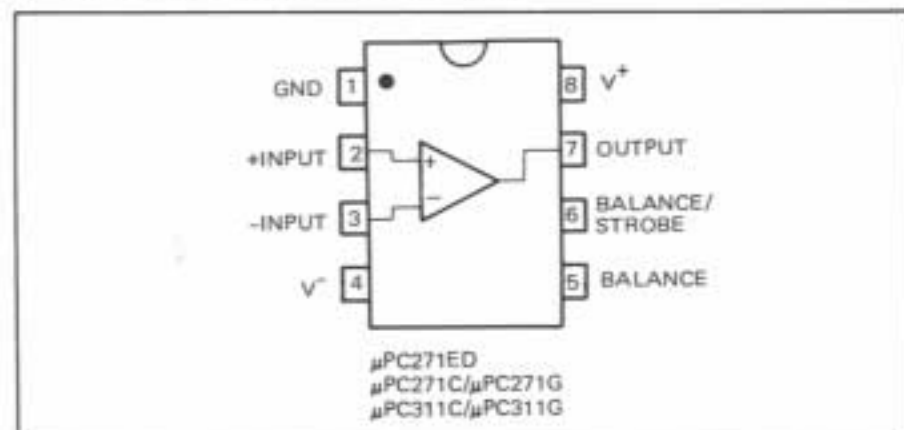 GND 1
8 V⁺
+INPUT 2
+
7 OUTPUT
−
-INPUT 3
6 BALANCE/
STROBE
V⁻ 4
5 BALANCE
µPC271ED
µPC271C/µPC271G
µPC311C/µPC311G